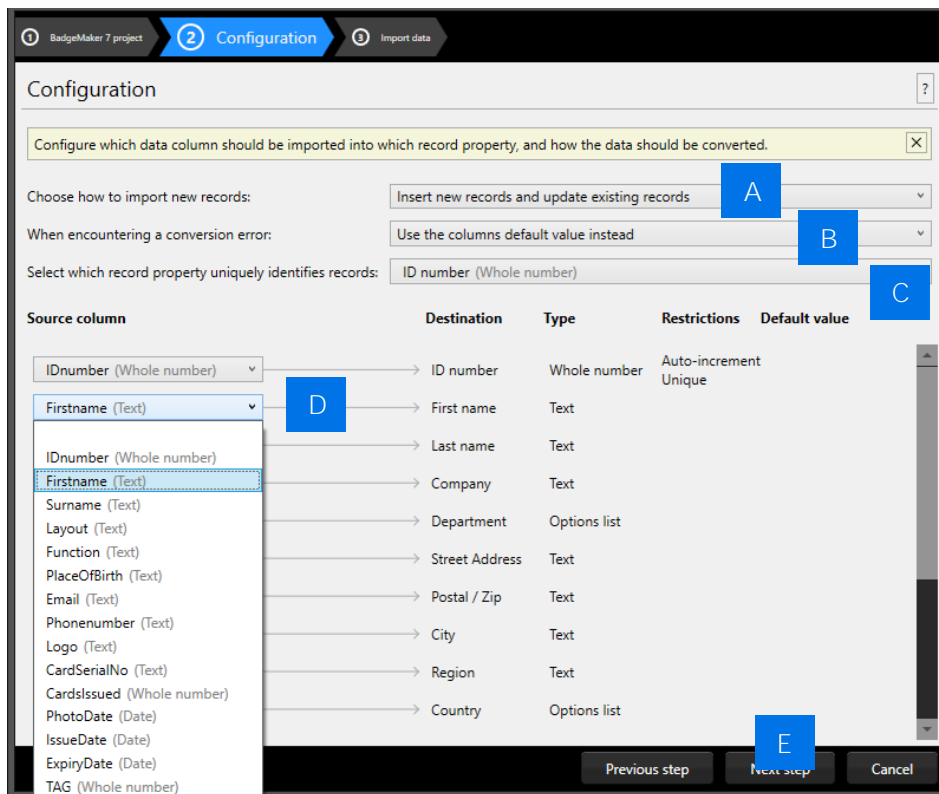 1 BadgeMaker 7 project 2 Configuration 3 Import data
Configuration ?
Configure which data column should be imported into which record property, and how the data should be converted.
Choose how to import new records: Insert new records and update existing records A
When encountering a conversion error: Use the columns default value instead B
Select which record property uniquely identifies records: ID number (Whole number) C
Source column Destination Type Restrictions Default value
IDnumber (Whole number) ID number Whole number Auto-increment
Unique
Firstname (Text) D First name Text
Last name Text
IDnumber (Whole number)
Firstname (Text) Company Text
Surname (Text)
Layout (Text) Department Options list
Function (Text) Street Address Text
PlaceOfBirth (Text)
Email (Text) Postal / Zip Text
Phonenumber (Text) City Text
Logo (Text)
CardSerialNo (Text) Region Text
CardsIssued (Whole number) Country Options list
PhotoDate (Date)
IssueDate (Date) E
ExpiryDate (Date) Previous step Next step Cancel
TAG (Whole number)